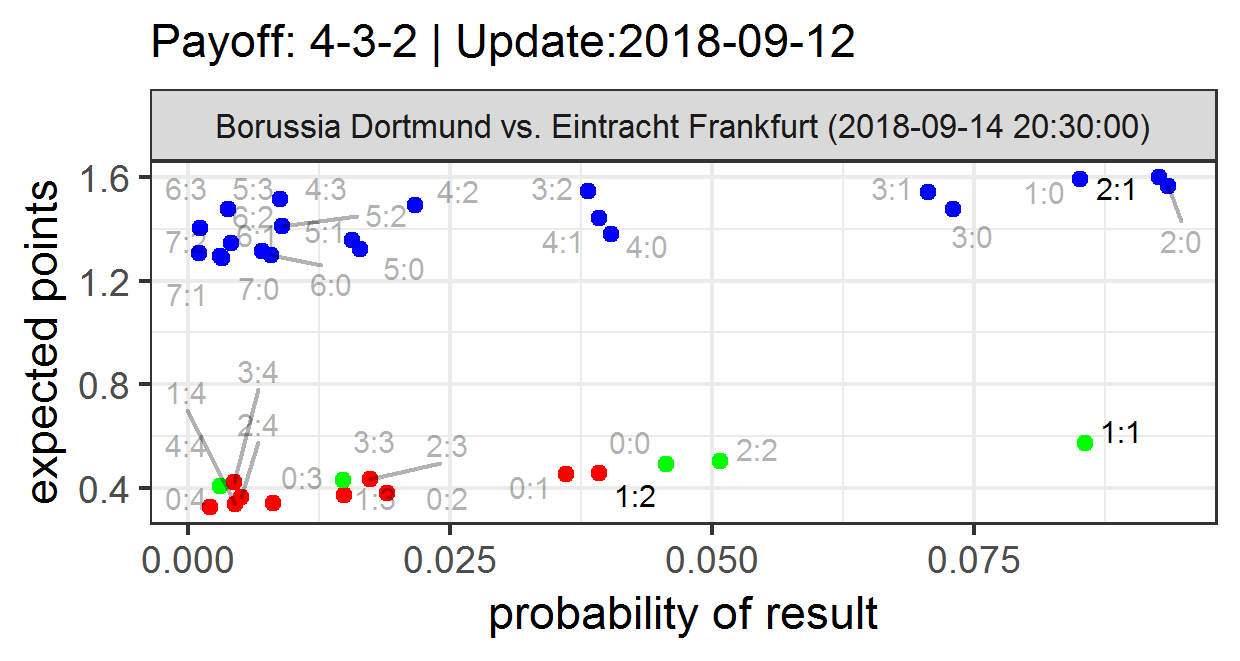 Payoff: 4-3-2 | Update:2018-09-12
Borussia Dortmund vs. Eintracht Frankfurt (2018-09-14 20:30:00)
expected points
1.6
1.2
0.8
0.4
6:3 5:3 4:3 4:2 3:2 3:1 1:0 2:1
6:2 5:2
7:2 6:1 5:1 4:1 4:0 3:0 2:0
7:1 7:0 6:0 5:0
3:4
1:4
2:4
4:4 3:3 2:3 0:0 2:2 1:1
0:3
0:4 1:3 0:2 0:1 1:2
0.000 0.025 0.050 0.075
probability of result